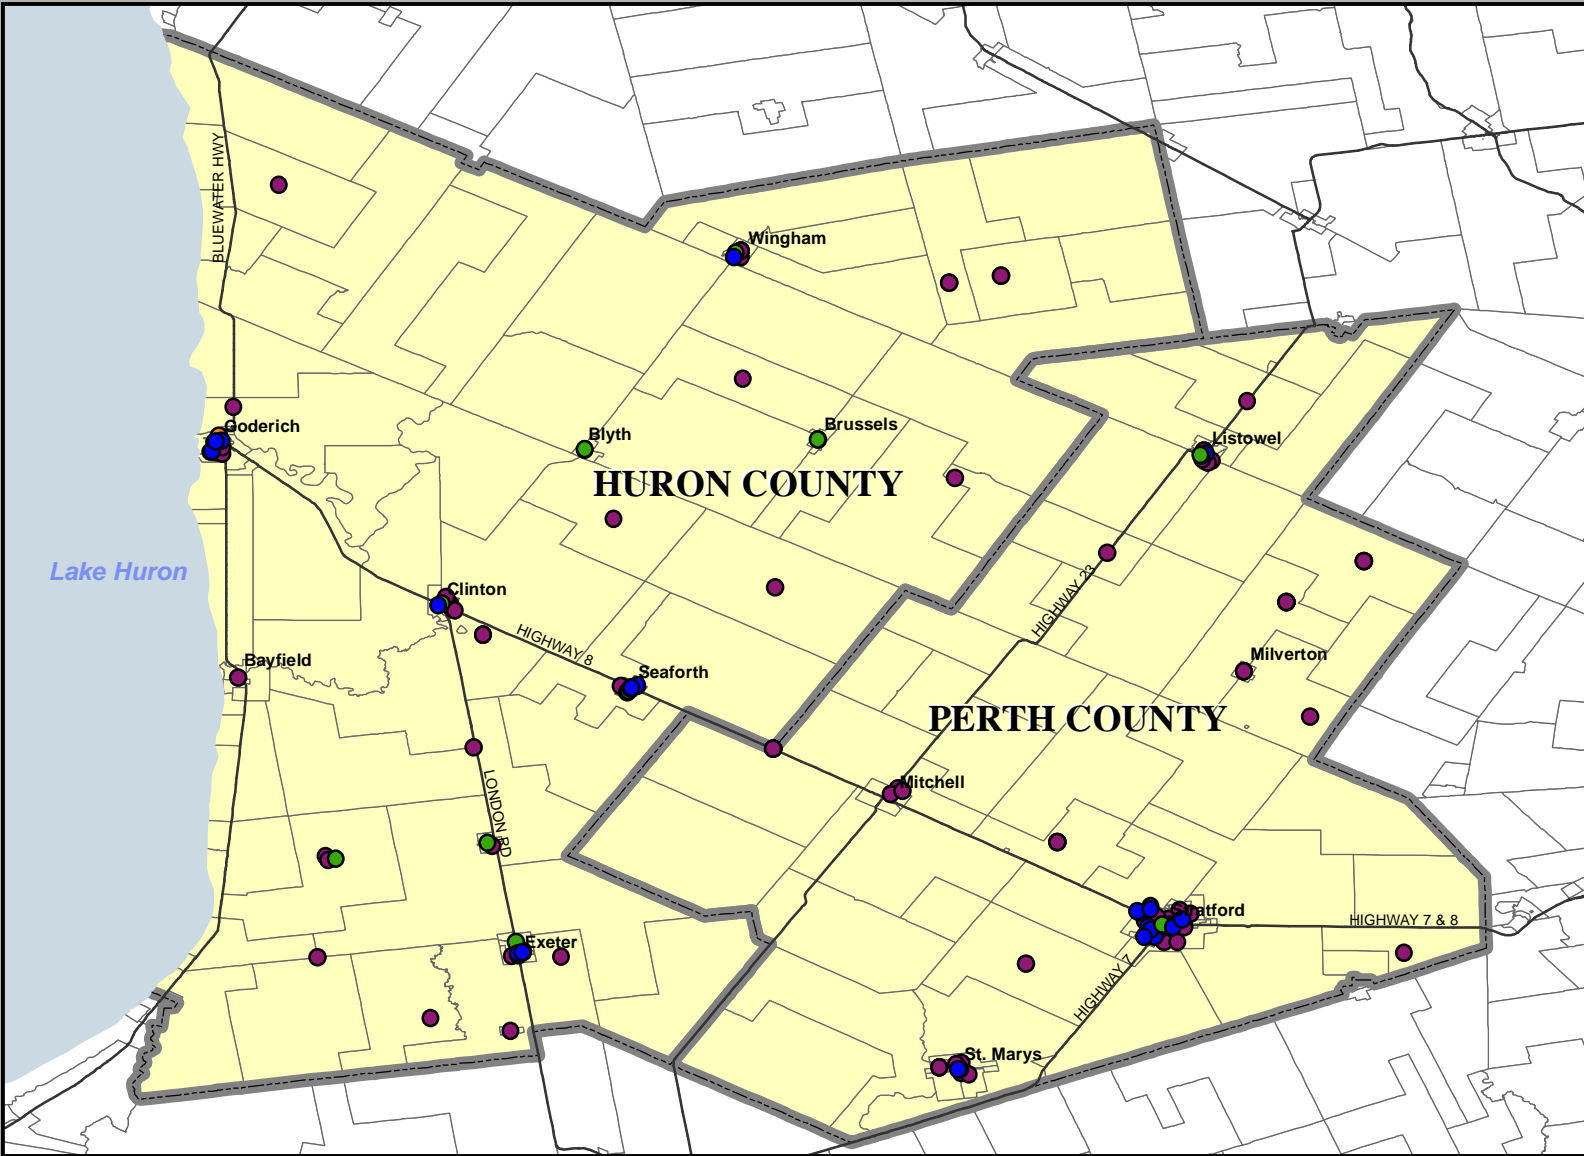 BLUEWATER HWY
Wingham
Goderich
Blyth
Brussels
Listowel
HURON COUNTY
Lake Huron
Clinton
HIGHWAY 23
HIGHWAY 8
Bayfield
Seaforth
Milverton
PERTH COUNTY
Mitchell
LONDON RD
Stratford
HIGHWAY 7 & 8
Exeter
HIGHWAY 7
St. Marys